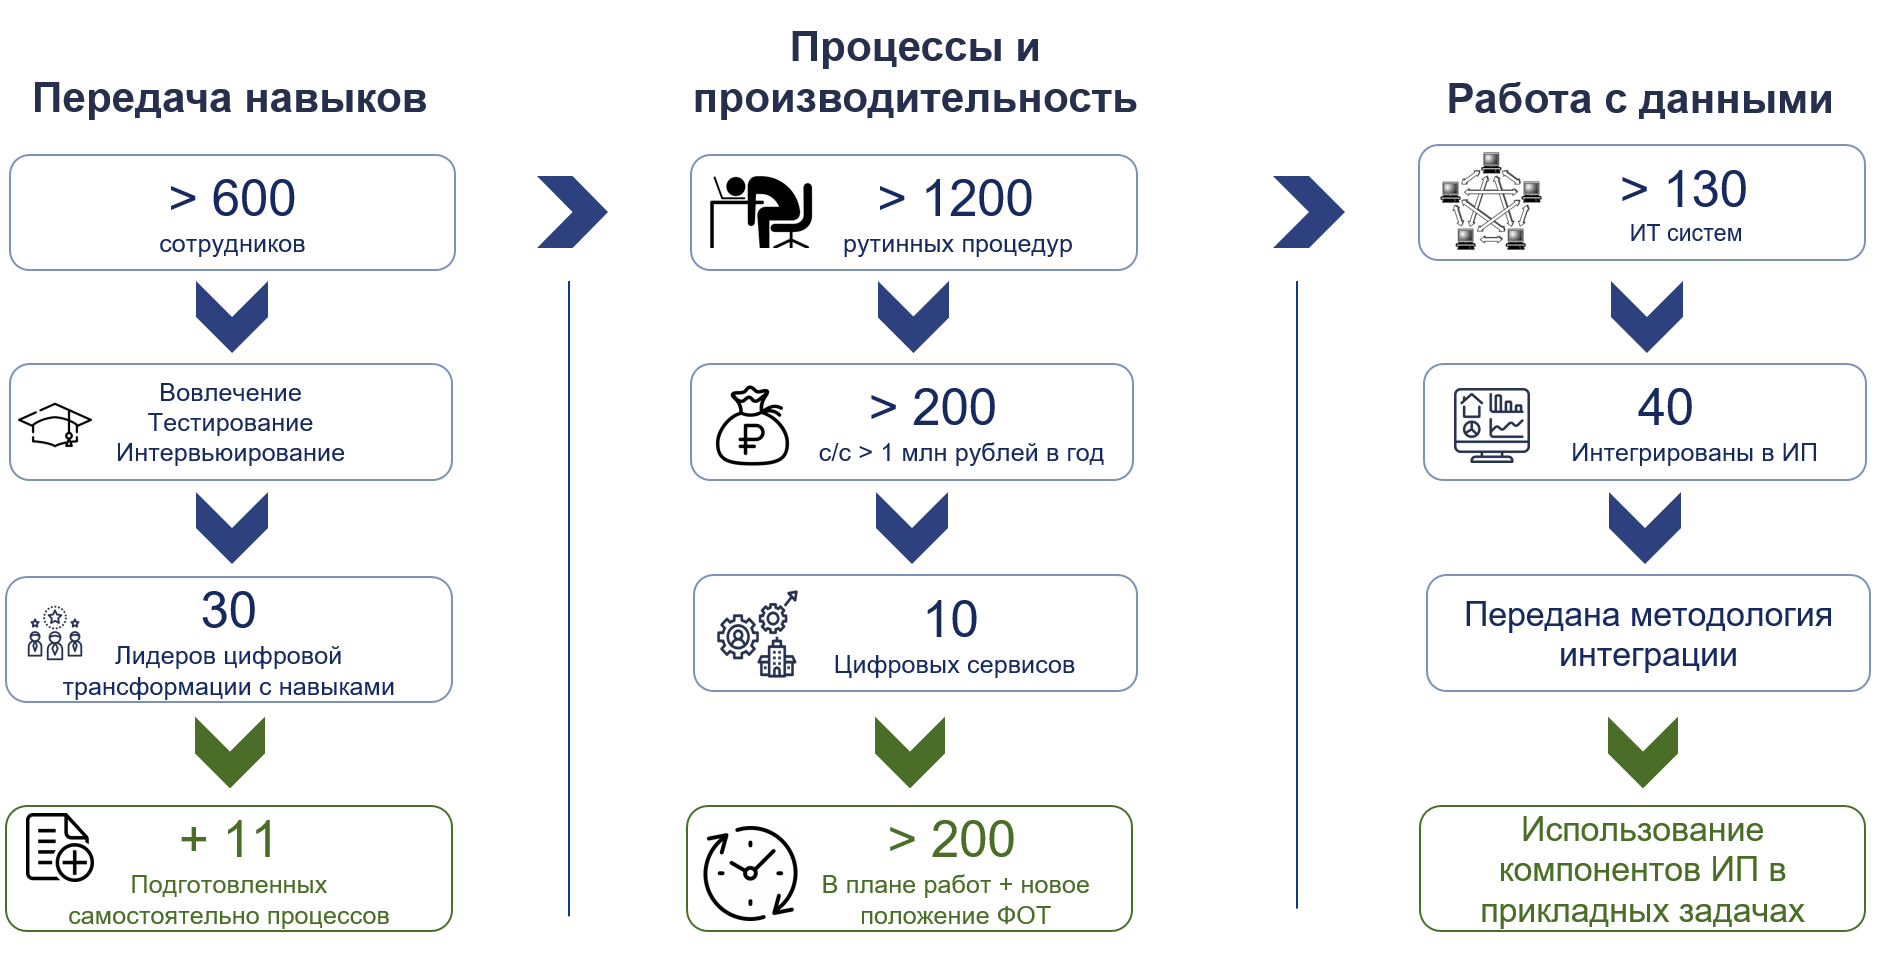 Передача навыков
> 600
сотрудников
Вовлечение
Тестирование
Интервьюирование
30
Лидеров цифровой
трансформации с навыками
+ 11
Подготовленных
самостоятельно процессов
Процессы и
производительность
> 1200
рутинных процедур
> 200
с/с > 1 млн рублей в год
10
Цифровых сервисов
> 200
В плане работ + новое
положение ФОТ
Работа с данными
> 130
ИТ систем
40
Интегрированы в ИП
Передана методология
интеграции
Использование
компонентов ИП в
прикладных задачах